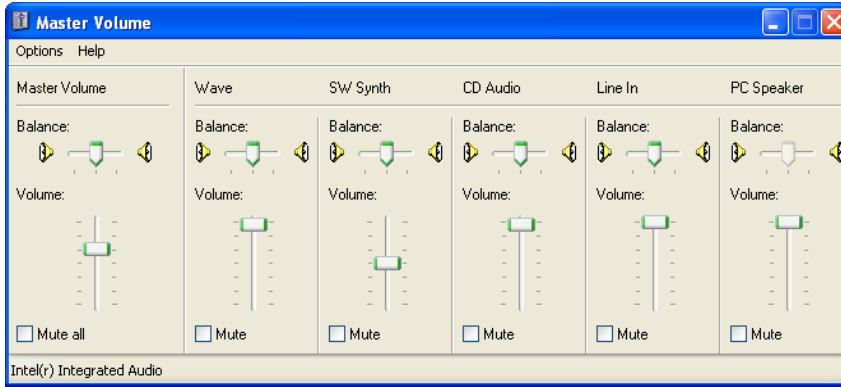 Master Volume
Options Help
Master Volume Wave SW Synth CD Audio Line In PC Speaker
Balance: Balance: Balance: Balance: Balance: Balance:
Volume: Volume: Volume: Volume: Volume: Volume:
Mute all Mute Mute Mute Mute Mute
Intel(r) Integrated Audio